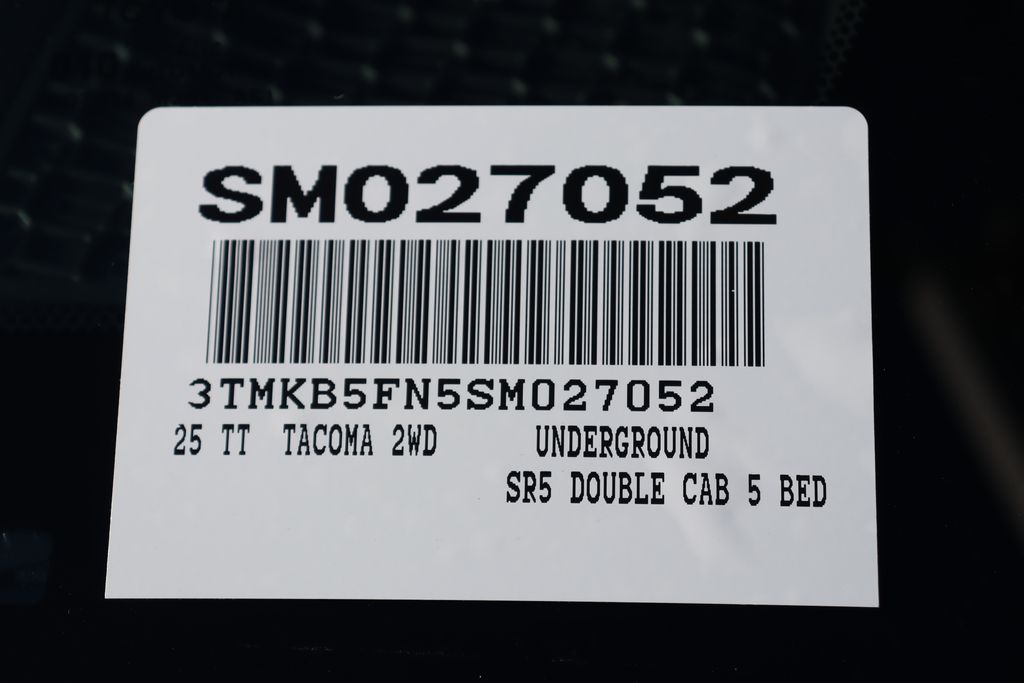 SM027052
3TMKB5FN5SM027052
25 TT TACOMA 2WD UNDERGROUND
SR5 DOUBLE CAB 5 BED